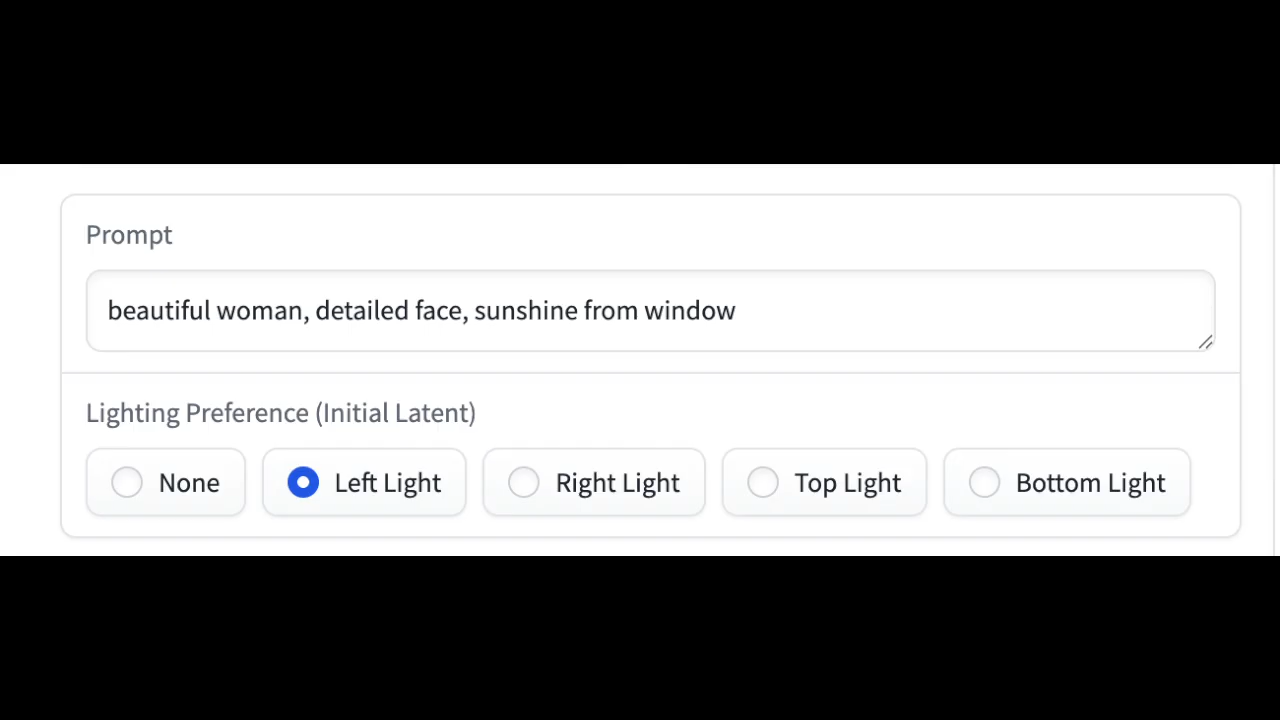 Prompt
beautiful woman, detailed face, sunshine from window
Lighting Preference (Initial Latent)
None Left Light Right Light Top Light Bottom Light